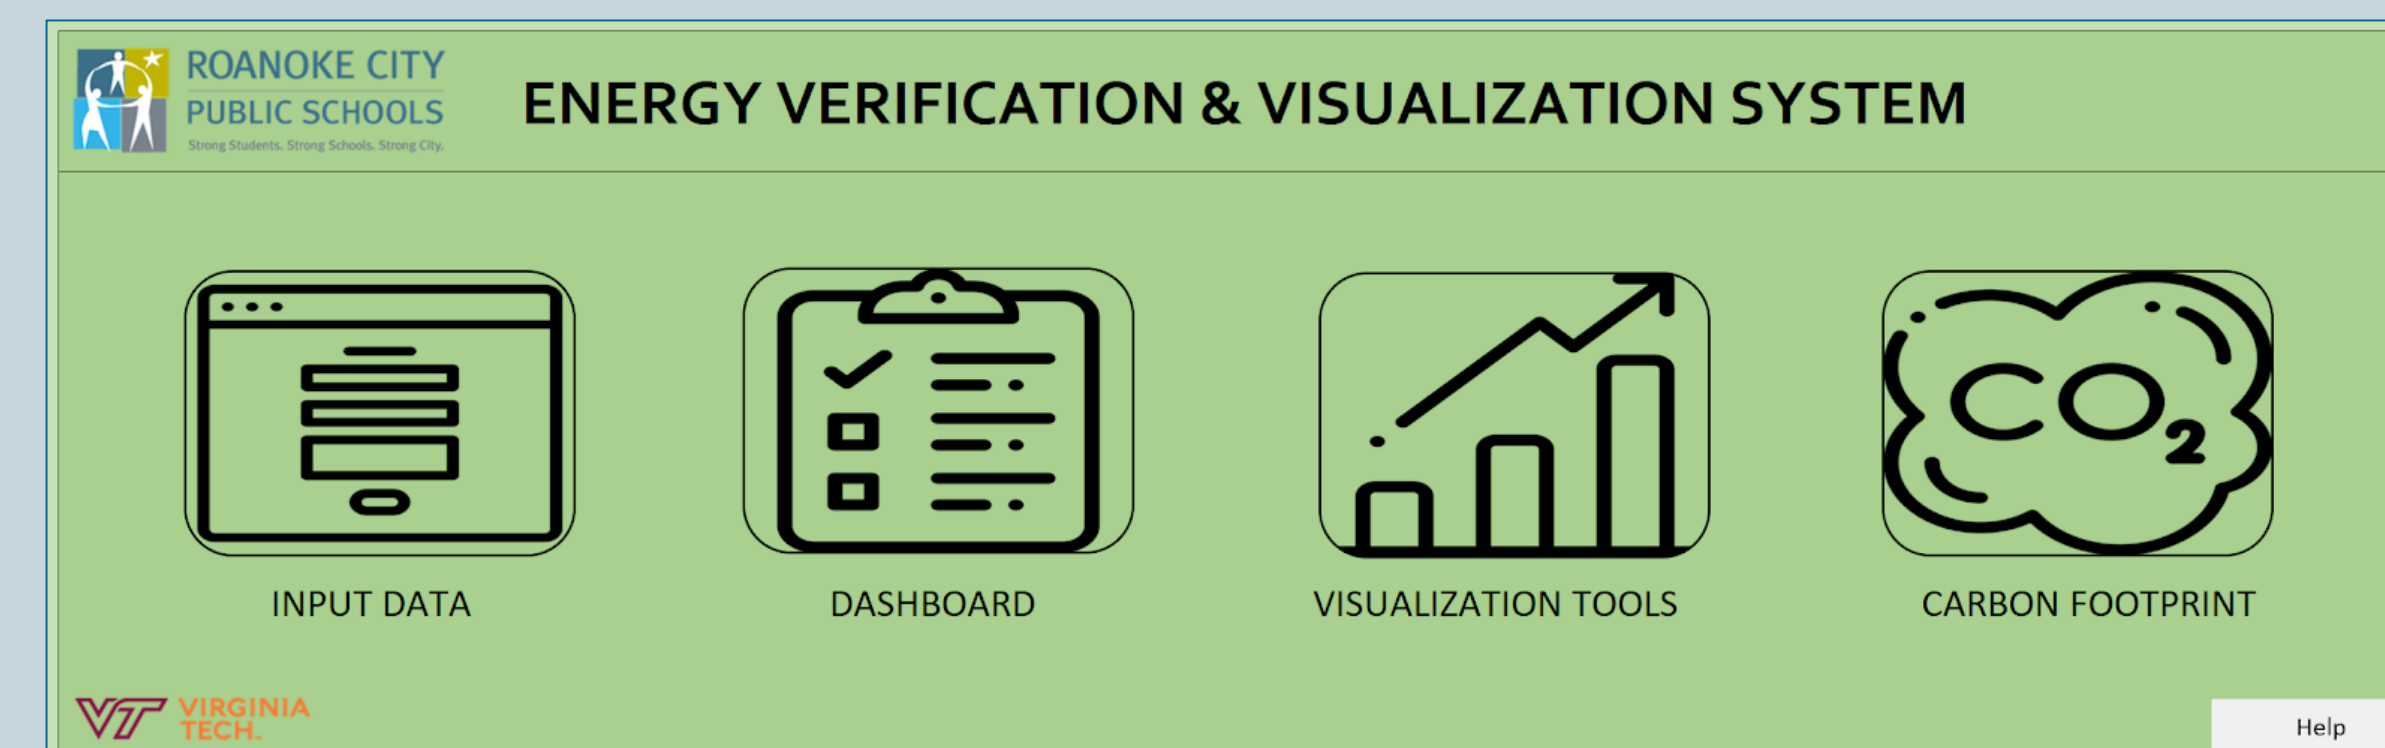 ROANOKE CITY
PUBLIC SCHOOLS
Strong Students. Strong Schools. Strong City.
ENERGY VERIFICATION & VISUALIZATION SYSTEM
CO2
INPUT DATA
DASHBOARD
VISUALIZATION TOOLS
CARBON FOOTPRINT
VT
VIRGINIA
TECH™
Help